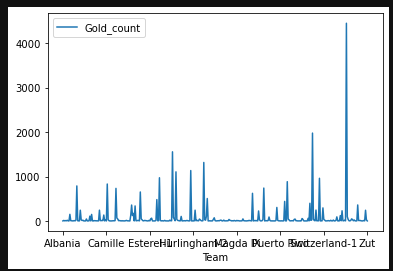 Gold_count
4000
3000
2000
1000
0
Albania Camille Esterel-1 Hurlingham-2 Magda IX Puerto Rico Switzerland-1 Zut
Team